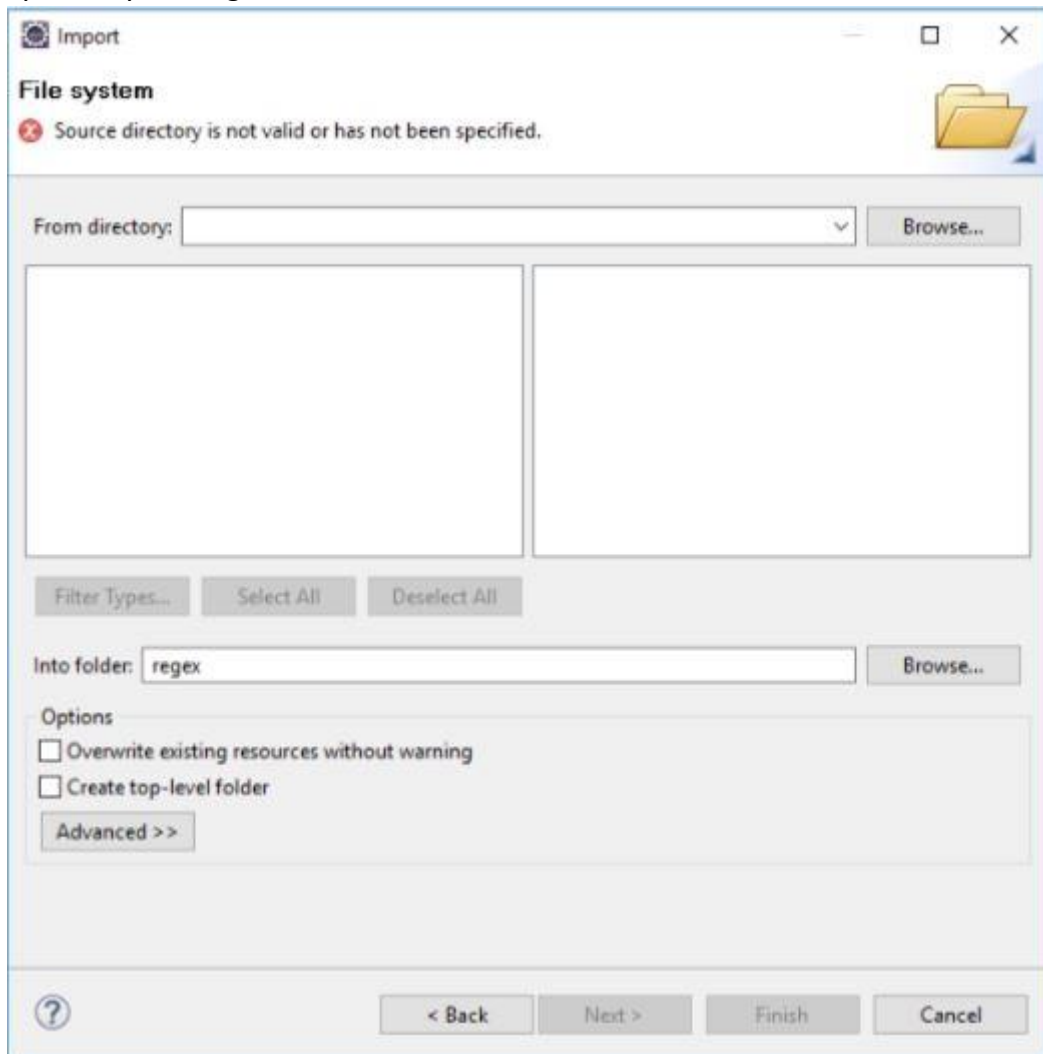 Import
File system
Source directory is not valid or has not been specified.
From directory:
Browse...
Filter Types...
Select All
Deselect All
Into folder: regex
Browse...
Options
Overwrite existing resources without warning
Create top-level folder
Advanced >>
?
< Back
Next >
Finish
Cancel